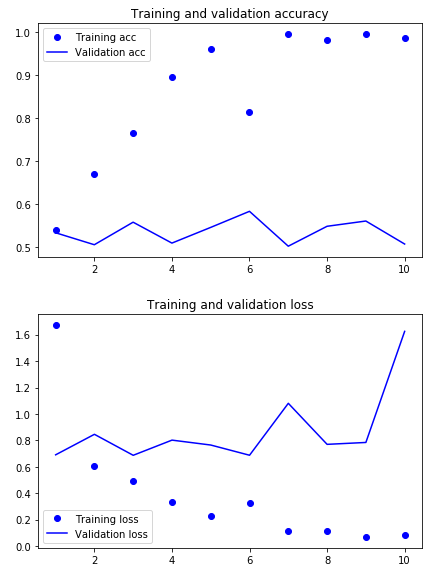 Training and validation accuracy
1.0
0.9
0.8
0.7
0.6
0.5
Training acc
Validation acc
2 4 6 8 10
Training and validation loss
1.6
1.4
1.2
1.0
0.8
0.6
0.4
0.2
0.0
Training loss
Validation loss
2 4 6 8 10